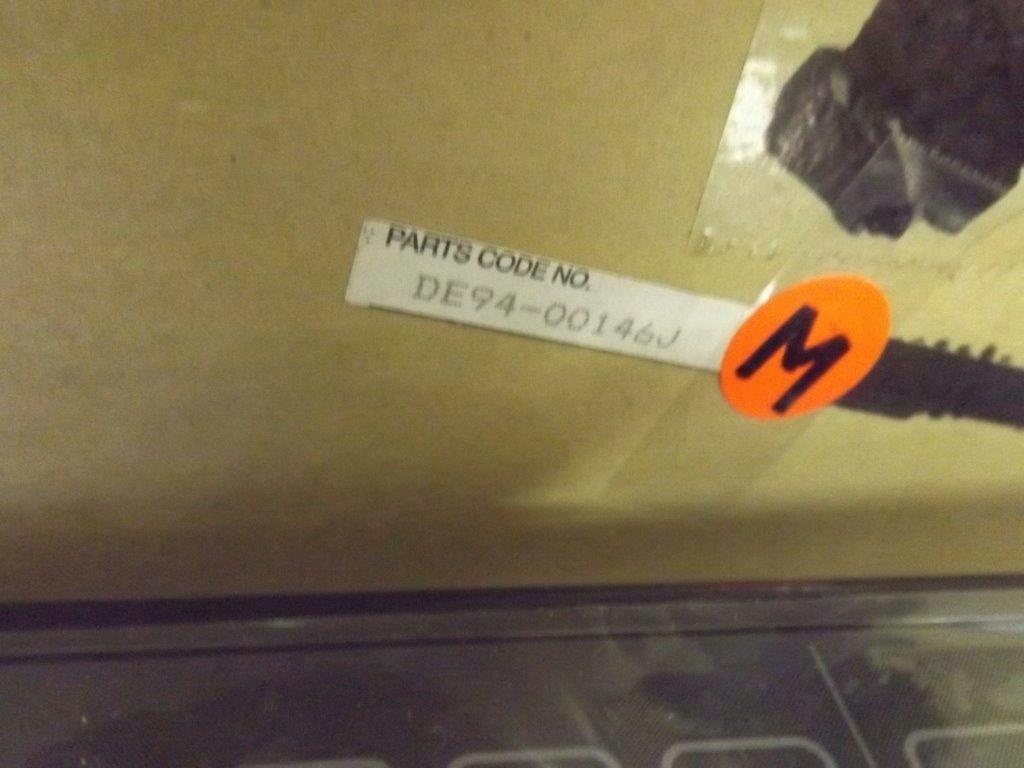 PARTS CODE NO.
DE94-00146J
M